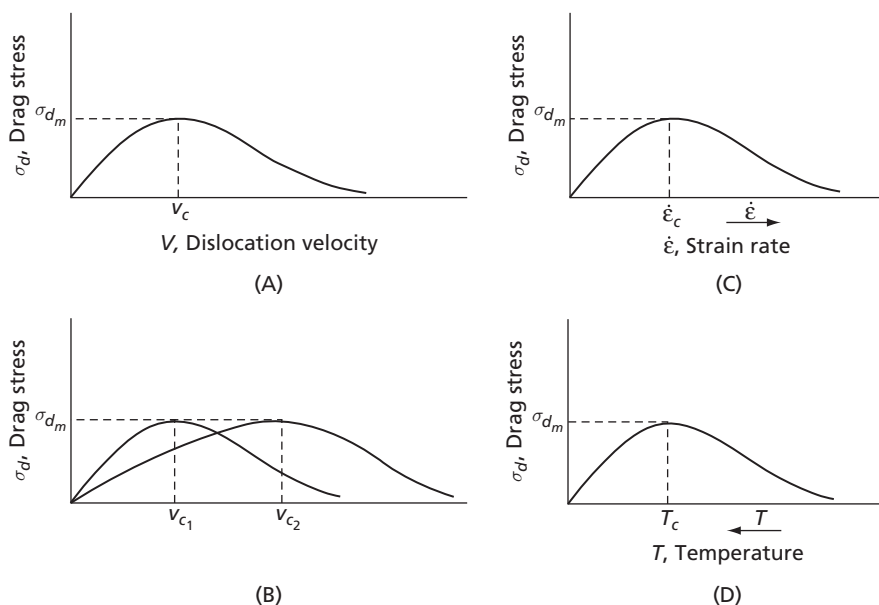 σd, Drag stress
σdm
vc
V, Dislocation velocity
(A)
σd, Drag stress
σdm
vc1
vc2
(B)
σd, Drag stress
σdm
ε̇c
ε̇
ε̇, Strain rate
(C)
σd, Drag stress
σdm
Tc
T
T, Temperature
(D)